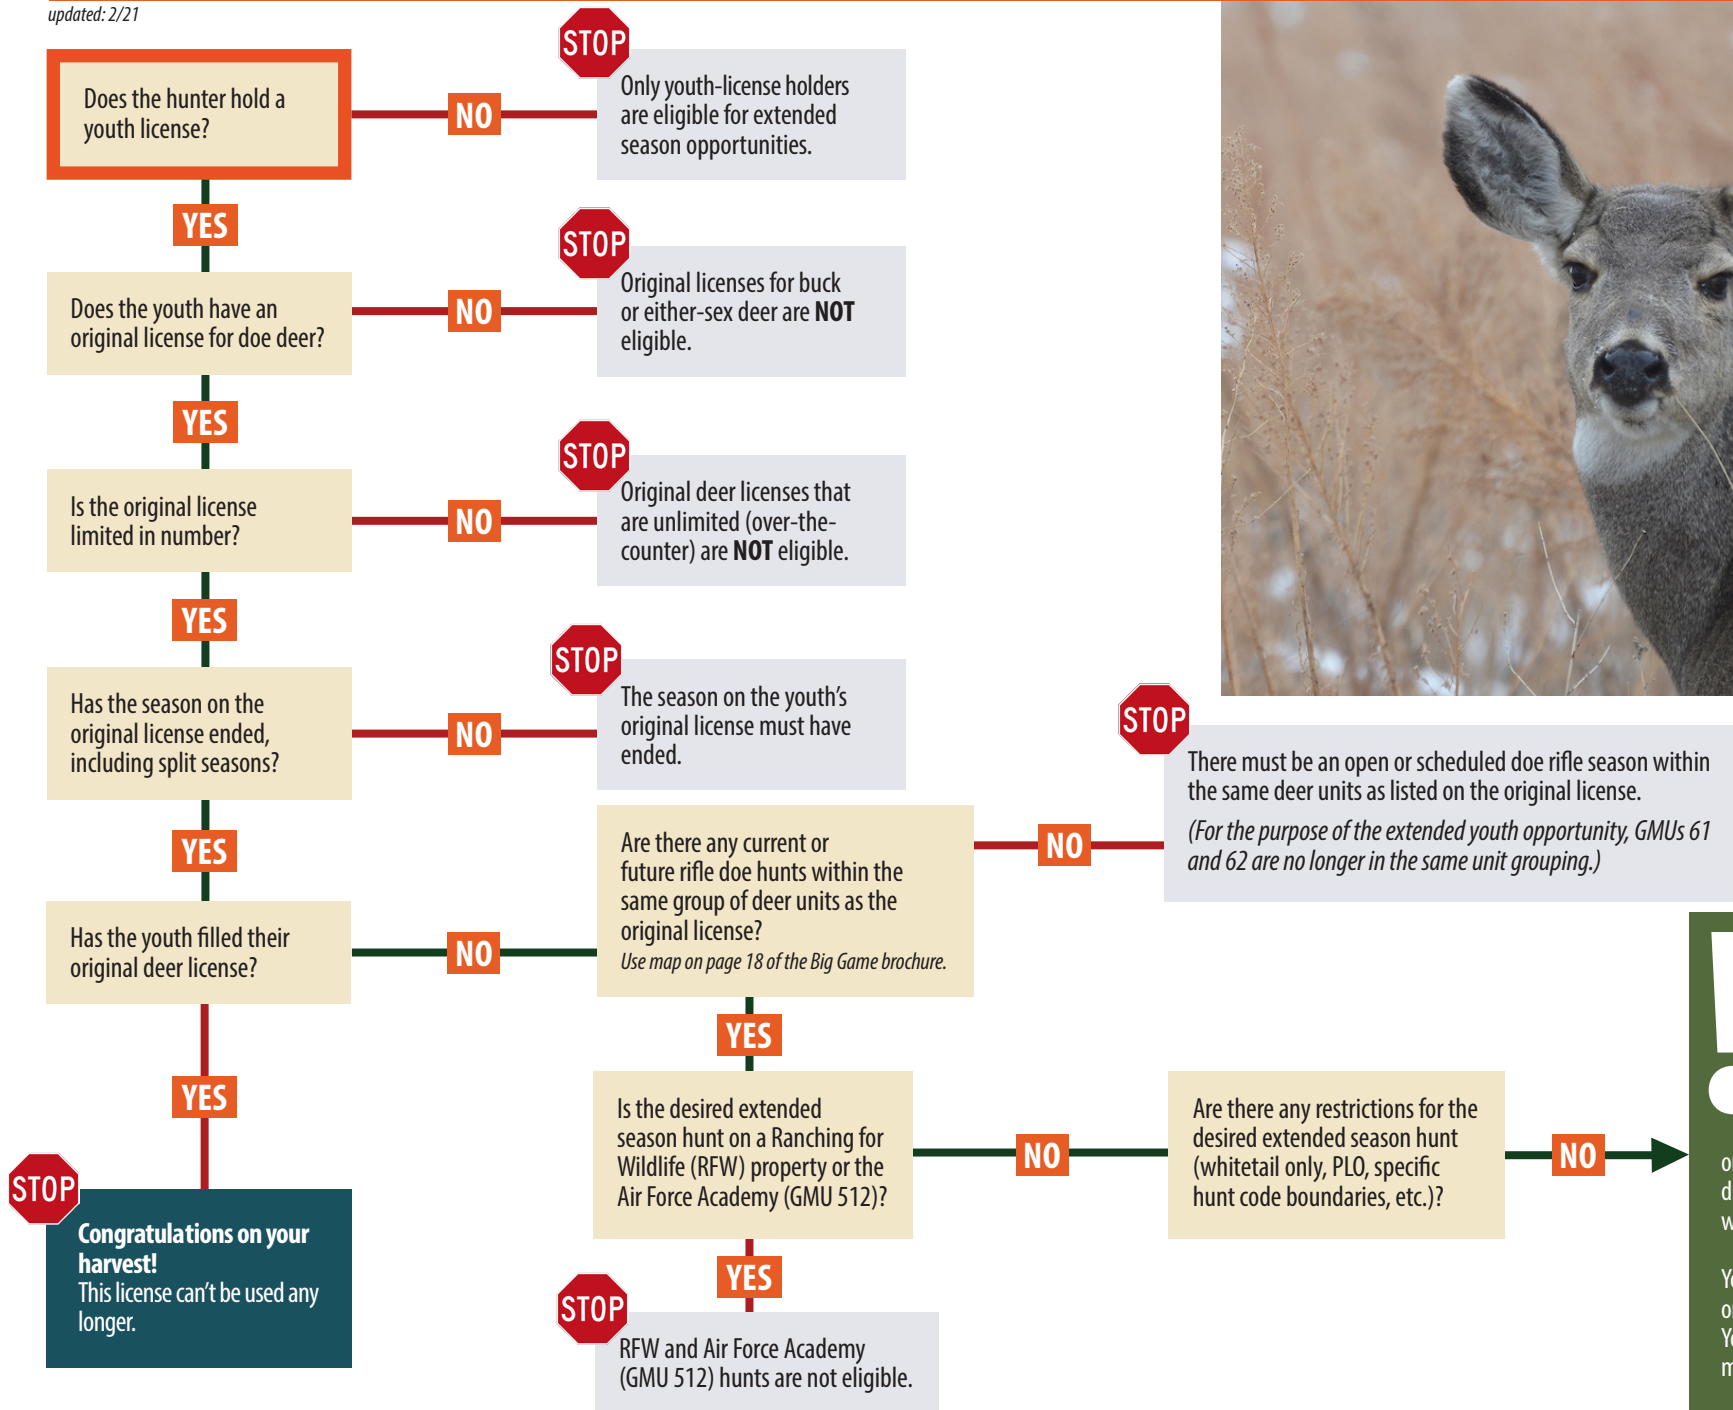 updated: 2/21
Does the hunter hold a
youth license?
NO
STOP
Only youth-license holders
are eligible for extended
season opportunities.
YES
Does the youth have an
original license for doe deer?
NO
STOP
Original licenses for buck
or either-sex deer are NOT
eligible.
YES
Is the original license
limited in number?
NO
STOP
Original deer licenses that
are unlimited (over-the-
counter) are NOT eligible.
YES
Has the season on the
original license ended,
including split seasons?
NO
STOP
The season on the youth's
original license must have
ended.
YES
Has the youth filled their
original deer license?
YES
STOP
Congratulations on your
harvest!
This license can't be used any
longer.
NO
Are there any current or
future rifle doe hunts within the
same group of deer units as the
original license?
Use map on page 18 of the Big Game brochure.
NO
STOP
There must be an open or scheduled doe rifle season within
the same deer units as listed on the original license.
(For the purpose of the extended youth opportunity, GMUs 61
and 62 are no longer in the same unit grouping.)
YES
Is the desired extended
season hunt on a Ranching for
Wildlife (RFW) property or the
Air Force Academy (GMU 512)?
YES
STOP
RFW and Air Force Academy
(GMU 512) hunts are not eligible.
NO
Are there any restrictions for the
desired extended season hunt
(whitetail only, PLO, specific
hunt code boundaries, etc.)?
NO
!